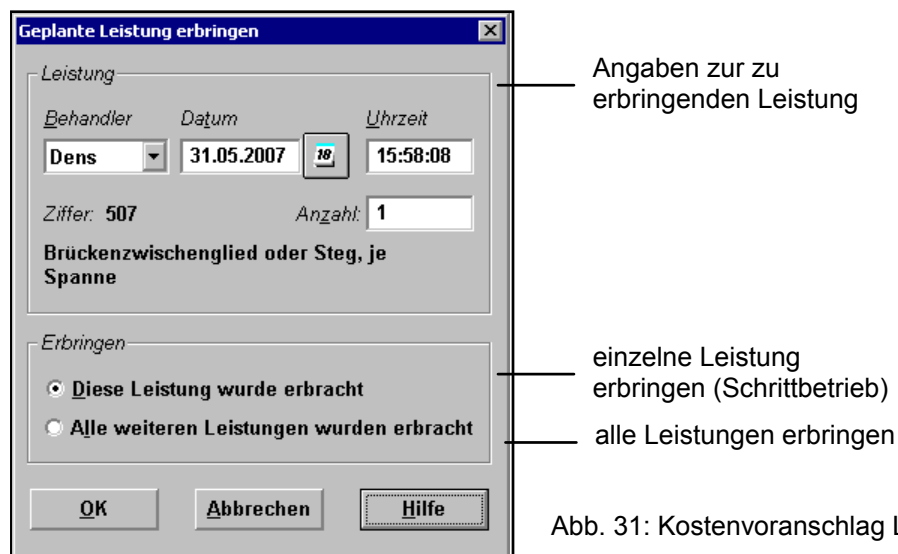 Geplante Leistung erbringen
Leistung
Behandler Datum Uhrzeit
Dens 31.05.2007 18 15:58:08
Ziffer: 507 Anzahl: 1
Brückenzwischenglied oder Steg, je
Spanne
Erbringen
Diese Leistung wurde erbracht
Alle weiteren Leistungen wurden erbracht
OK Abbrechen Hilfe
Angaben zur zu
erbringenden Leistung
einzelne Leistung
erbringen (Schrittbetrieb)
alle Leistungen erbringen
Abb. 31: Kostenvoranschlag L